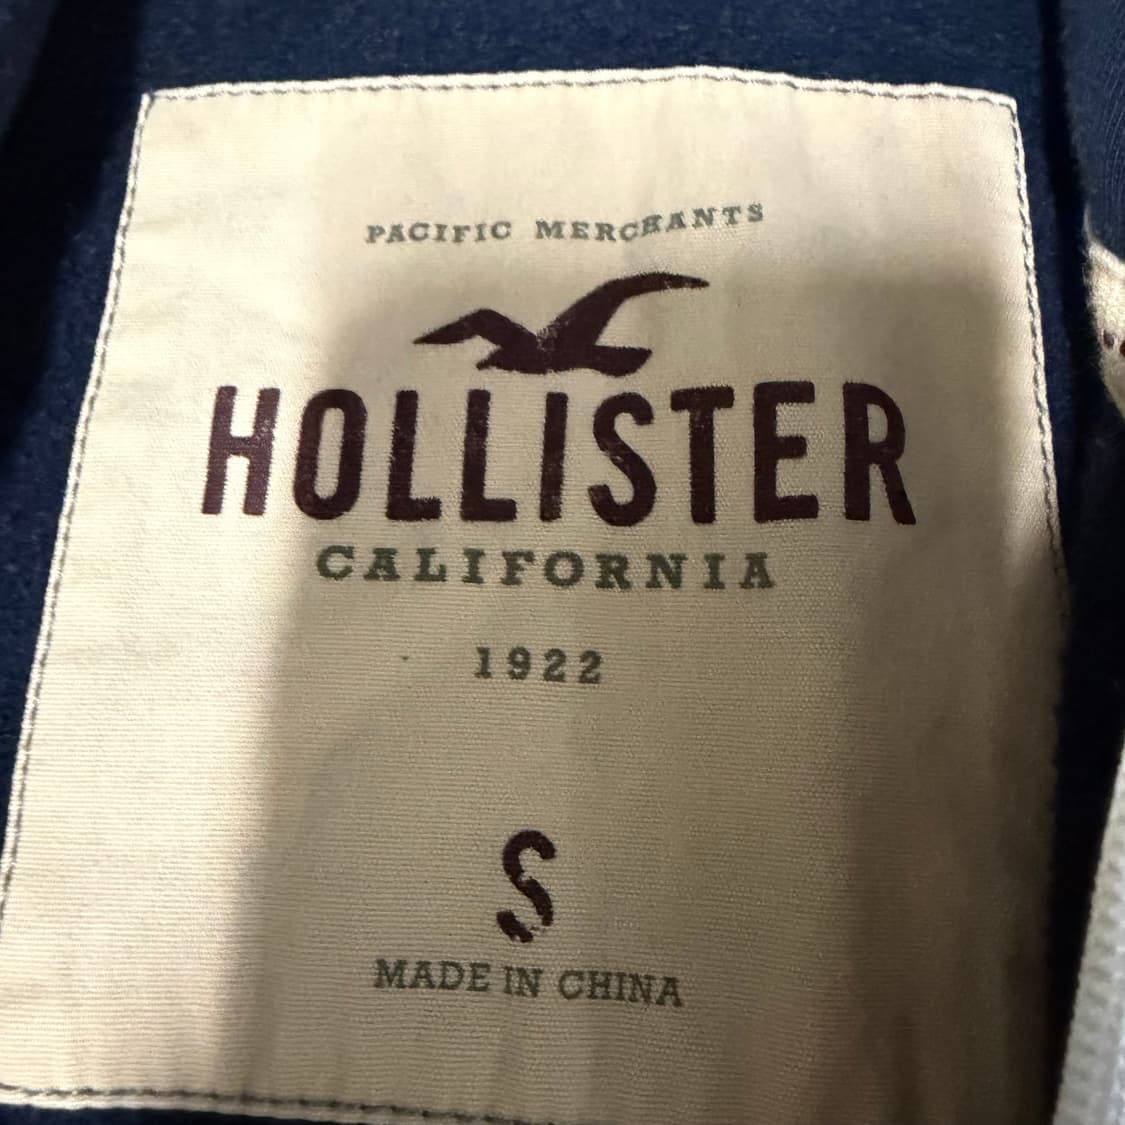 PACIFIC MERCHANTS
HOLLISTER
CALIFORNIA
1922
S
MADE IN CHINA